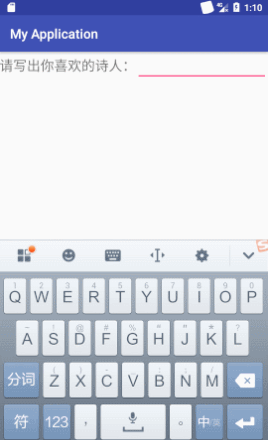 1:10
My Application
请写出你喜欢的诗人：
1 2 3 4 5 6 7 8 9 0
Q W E R T Y U I O P
A S D F G H J K L
分词 Z X C V B N M
符 123 ， 。 中/英